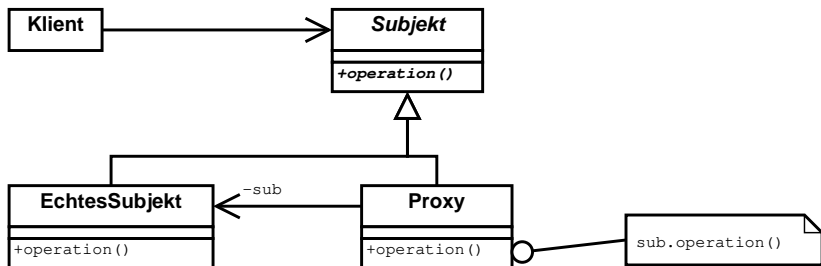 Klient
Subjekt
+operation()
-sub
EchtesSubjekt
Proxy
+operation()
+operation()
sub.operation()